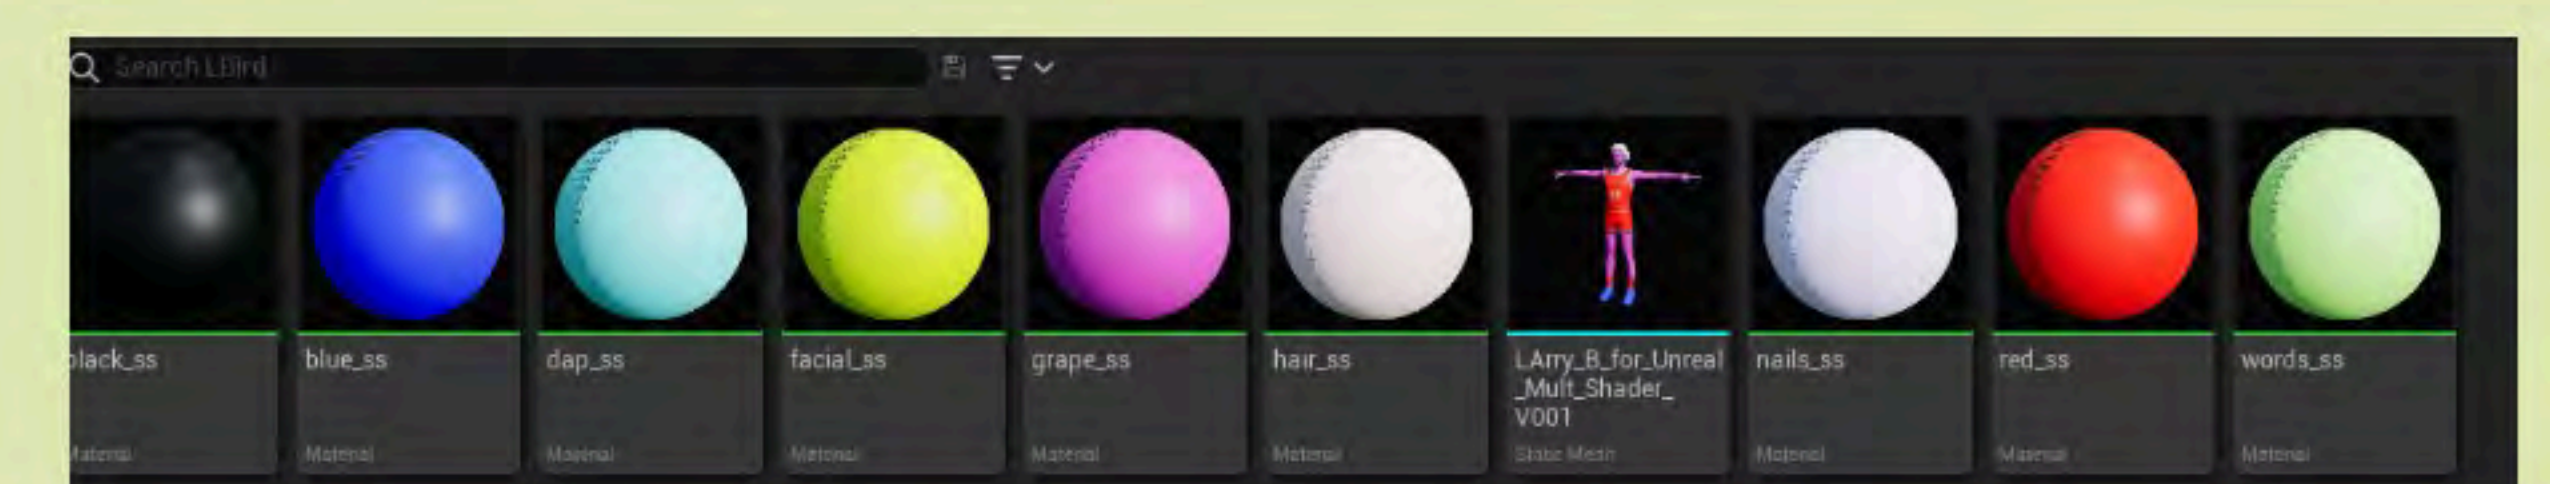 Search LBird
black_ss
blue_ss
dap_ss
facial_ss
grape_ss
hair_ss
LArry_B_for_Unreal
_Mult_Shader_
V001
nails_ss
red_ss
words_ss
Material
Material
Material
Material
Material
Material
Static Mesh
Material
Material
Material